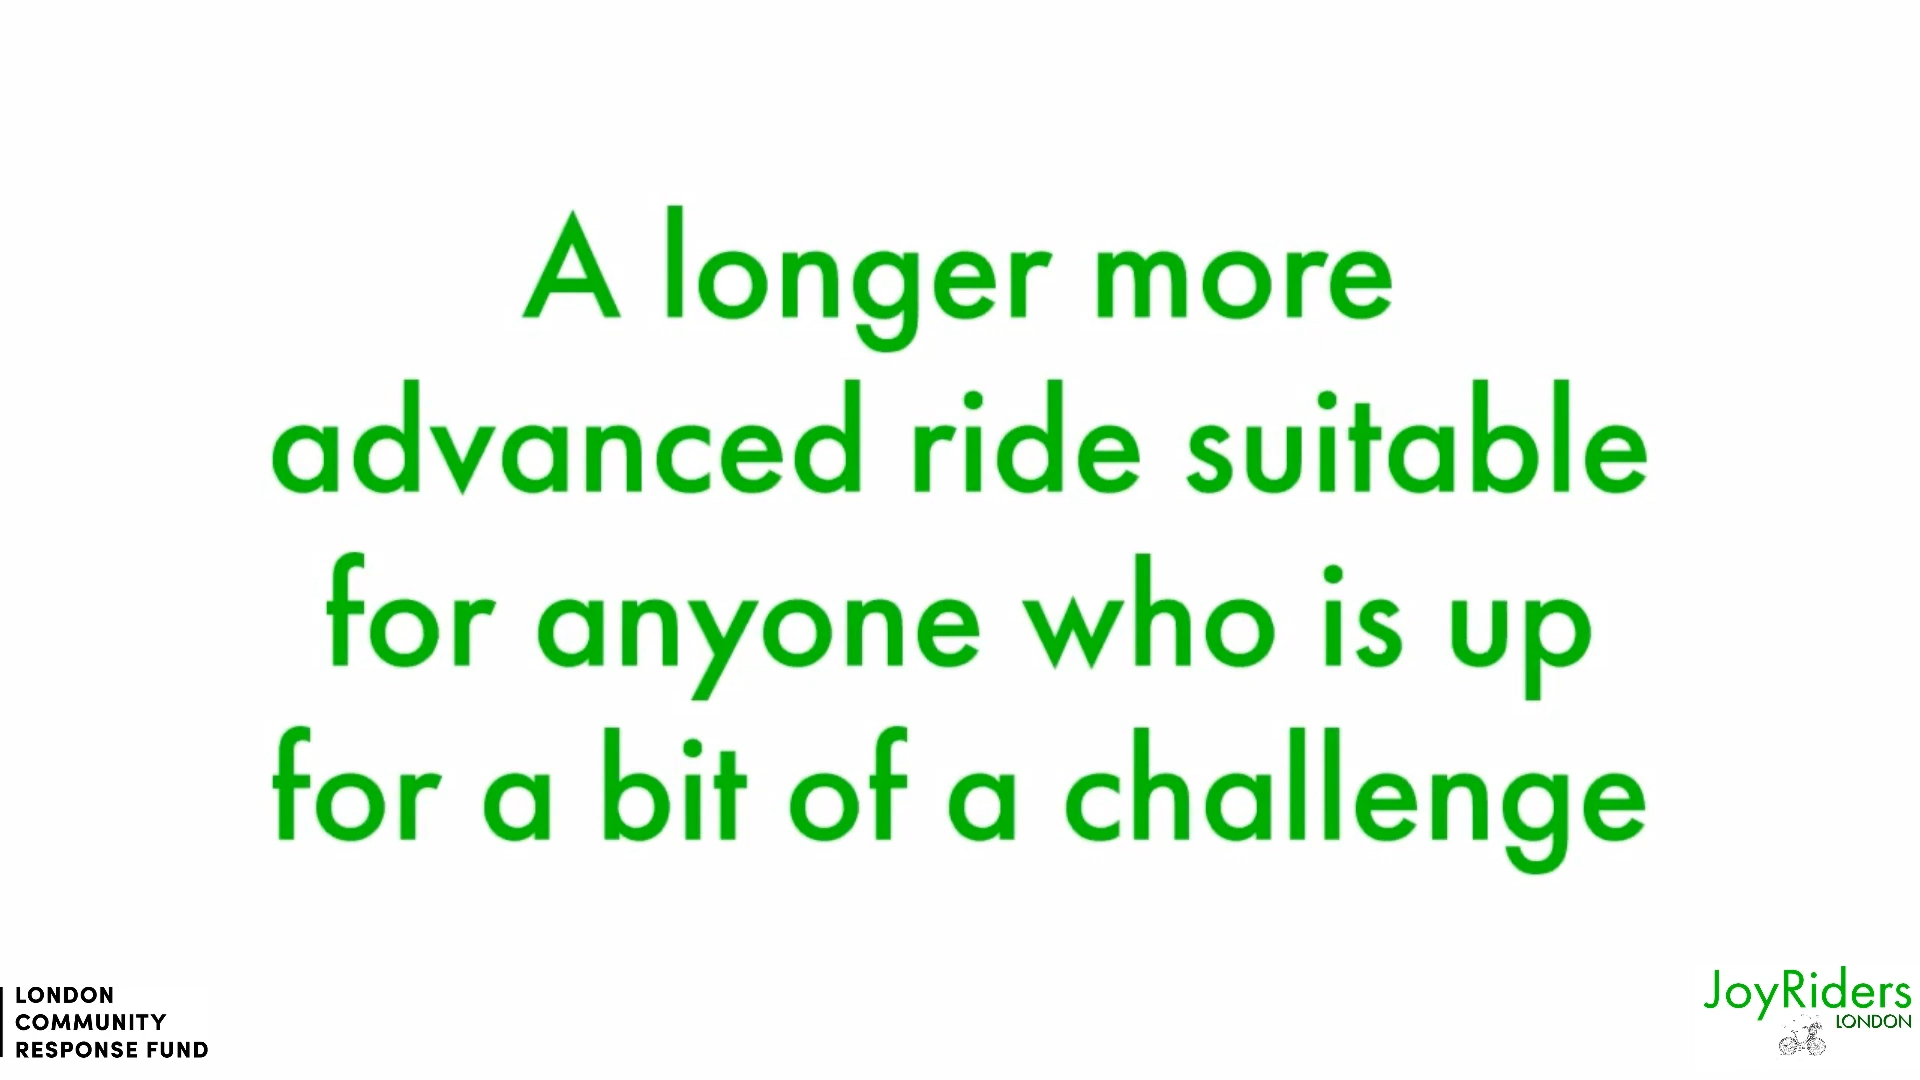 A longer more
advanced ride suitable
for anyone who is up
for a bit of a challenge
LONDON
COMMUNITY
RESPONSE FUND
JoyRiders
LONDON